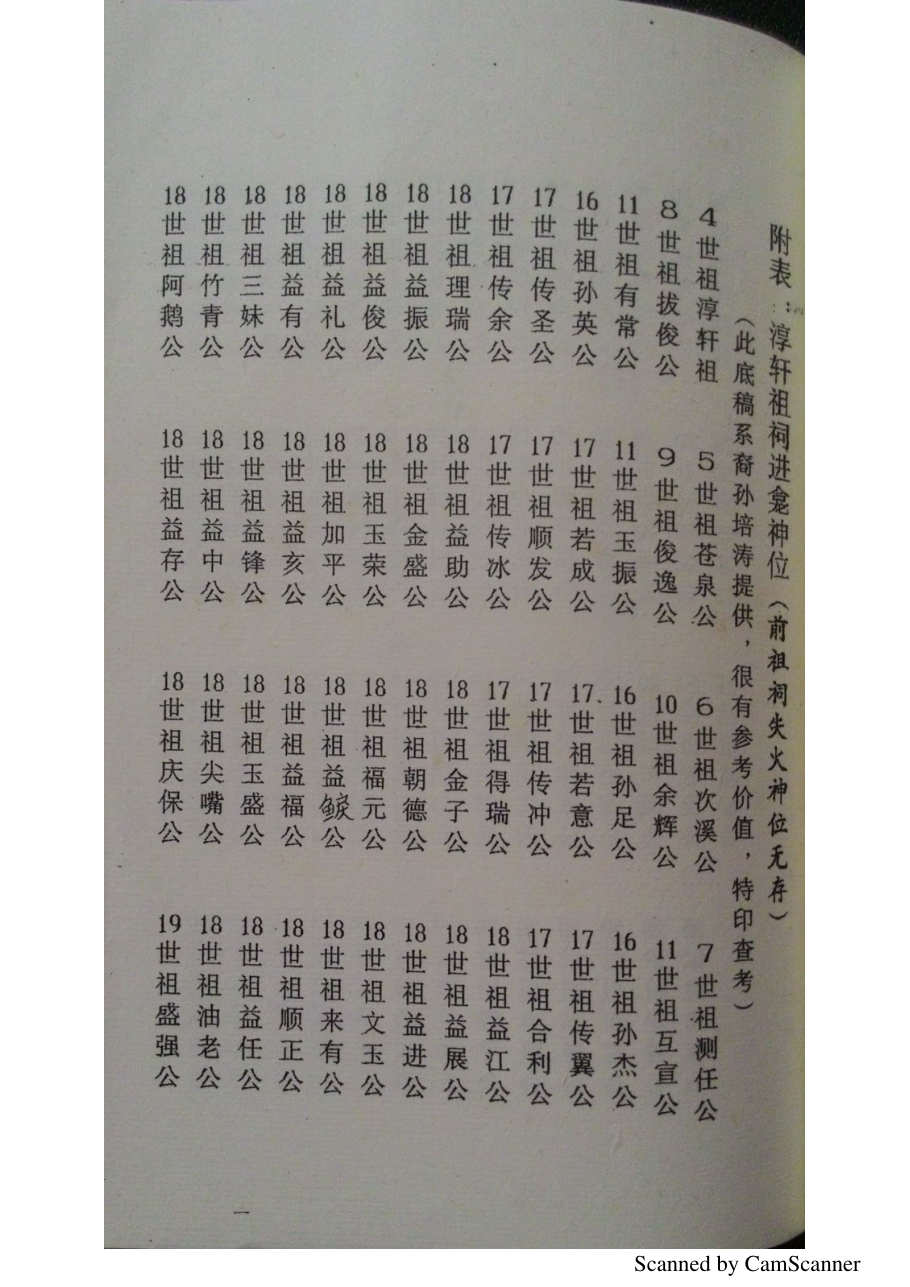 附表：淳轩祖祠进龛神位（前祖祠失火神位无存）
（此底稿系裔孙培涛提供，很有参考价值，特印查考）
4世祖淳轩祖 5世祖苍泉公 6世祖次溪公 7世祖测任公
8世祖拔俊公 9世祖俊逸公 10世祖余辉公 11世祖互宣公
11世祖有常公 11世祖玉振公 16世祖孙足公 16世祖孙杰公
16世祖孙英公 17世祖若成公 17世祖若意公 17世祖传翼公
17世祖传圣公 17世祖顺发公 17世祖传冲公 17世祖合利公
17世祖传余公 17世祖传冰公 17世祖得瑞公 18世祖益江公
18世祖理瑞公 18世祖益助公 18世祖金子公 18世祖益展公
18世祖益振公 18世祖金盛公 18世祖朝德公 18世祖益进公
18世祖益俊公 18世祖玉荣公 18世祖福元公 18世祖文玉公
18世祖益礼公 18世祖加平公 18世祖益公 18世祖来有公
18世祖益有公 18世祖益亥公 18世祖益福公 18世祖顺正公
18世祖三妹公 18世祖益锋公 18世祖玉盛公 18世祖益任公
18世祖竹青公 18世祖益中公 18世祖尖嘴公 18世祖油老公
18世祖阿鹅公 18世祖益存公 18世祖庆保公 19世祖盛强公
一
Scanned by CamScanner